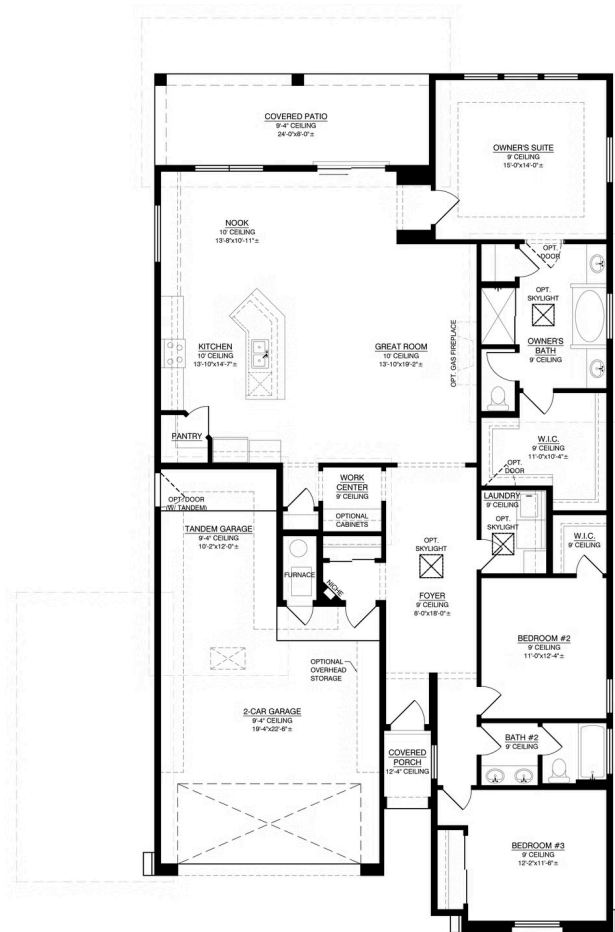 COVERED PATIO
9'-4" CEILING
24'-0"x8'-0"±
OWNER'S SUITE
9' CEILING
15'-0"x14'-0"±
NOOK
10' CEILING
13'-8"x10'-11"±
OPT.
DOOR
OPT.
SKYLIGHT
OWNER'S
BATH
9' CEILING
KITCHEN
10' CEILING
13'-10"x14'-7"±
GREAT ROOM
10' CEILING
13'-10"x19'-2"±
OPT. GAS FIREPLACE
PANTRY
W.I.C.
9' CEILING
11'-0"x10'-4"±
OPT.
DOOR
WORK
CENTER
9' CEILING
OPTIONAL
CABINETS
OPT. DOOR
(W/ TANDEM)
TANDEM GARAGE
9'-4" CEILING
10'-2"x12'-0"±
LAUNDRY
9' CEILING
OPT.
SKYLIGHT
W.I.C.
9' CEILING
OPT.
SKYLIGHT
FURNACE
NICHE
FOYER
9' CEILING
8'-0"x18'-0"±
BEDROOM #2
9' CEILING
11'-0"x12'-4"±
OPTIONAL
OVERHEAD
STORAGE
2-CAR GARAGE
9'-4" CEILING
19'-4"x22'-6"±
COVERED
PORCH
12'-4" CEILING
BATH #2
9' CEILING
BEDROOM #3
9' CEILING
12'-2"x11'-6"±